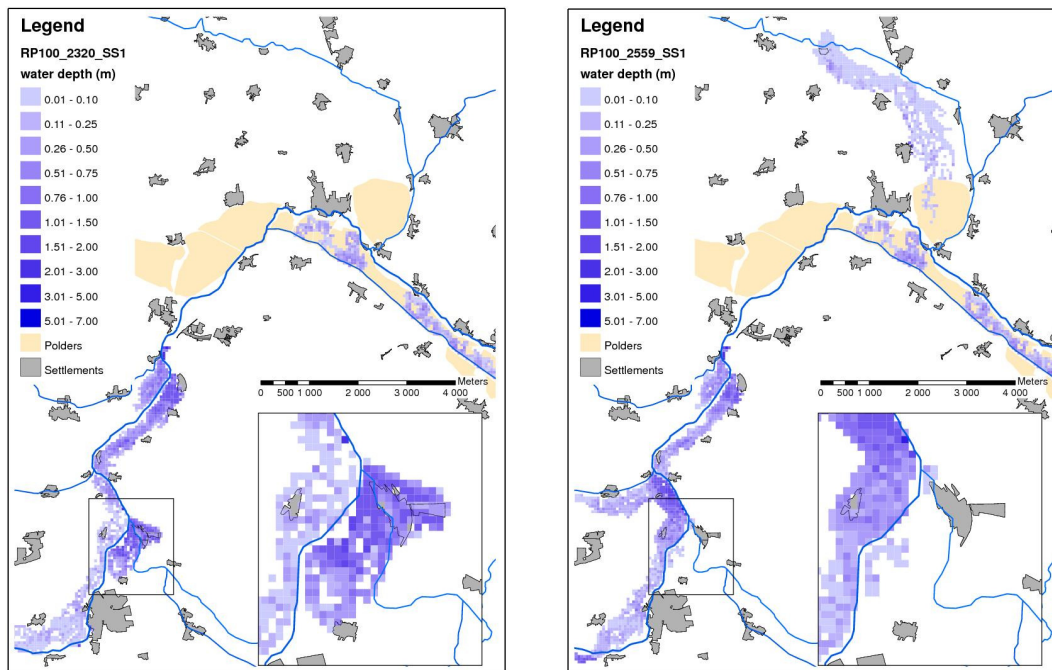 Legend
RP100_2320_SS1
water depth (m)
0.01 - 0.10
0.11 - 0.25
0.26 - 0.50
0.51 - 0.75
0.76 - 1.00
1.01 - 1.50
1.51 - 2.00
2.01 - 3.00
3.01 - 5.00
5.01 - 7.00
Polders
Settlements
Meters
0 500 1 000 2 000 3 000 4 000
Legend
RP100_2559_SS1
water depth (m)
0.01 - 0.10
0.11 - 0.25
0.26 - 0.50
0.51 - 0.75
0.76 - 1.00
1.01 - 1.50
1.51 - 2.00
2.01 - 3.00
3.01 - 5.00
5.01 - 7.00
Polders
Settlements
Meters
0 500 1 000 2 000 3 000 4 000